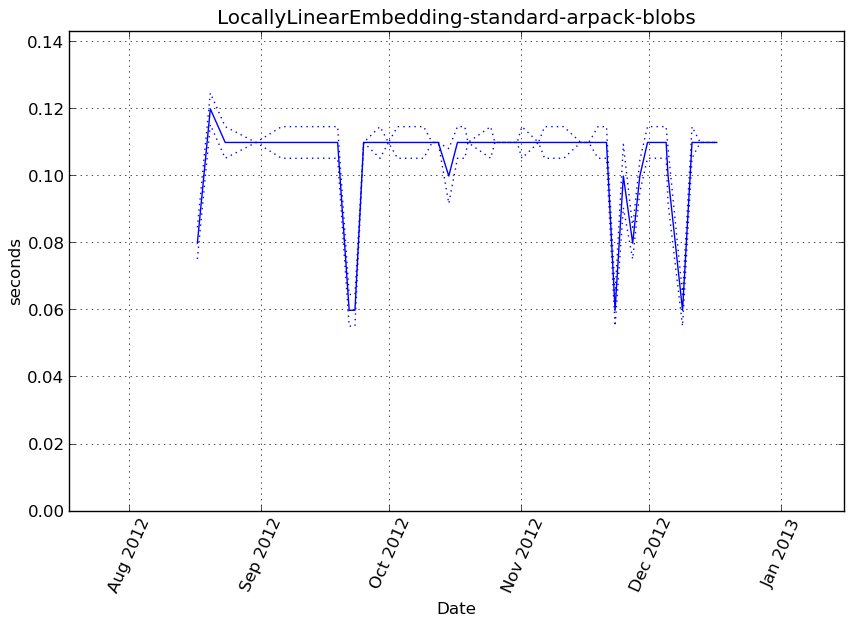 LocallyLinearEmbedding-standard-arpack-blobs
0.14
0.12
0.10
0.08
0.06
0.04
0.02
0.00
seconds
Aug 2012
Sep 2012
Oct 2012
Nov 2012
Dec 2012
Jan 2013
Date